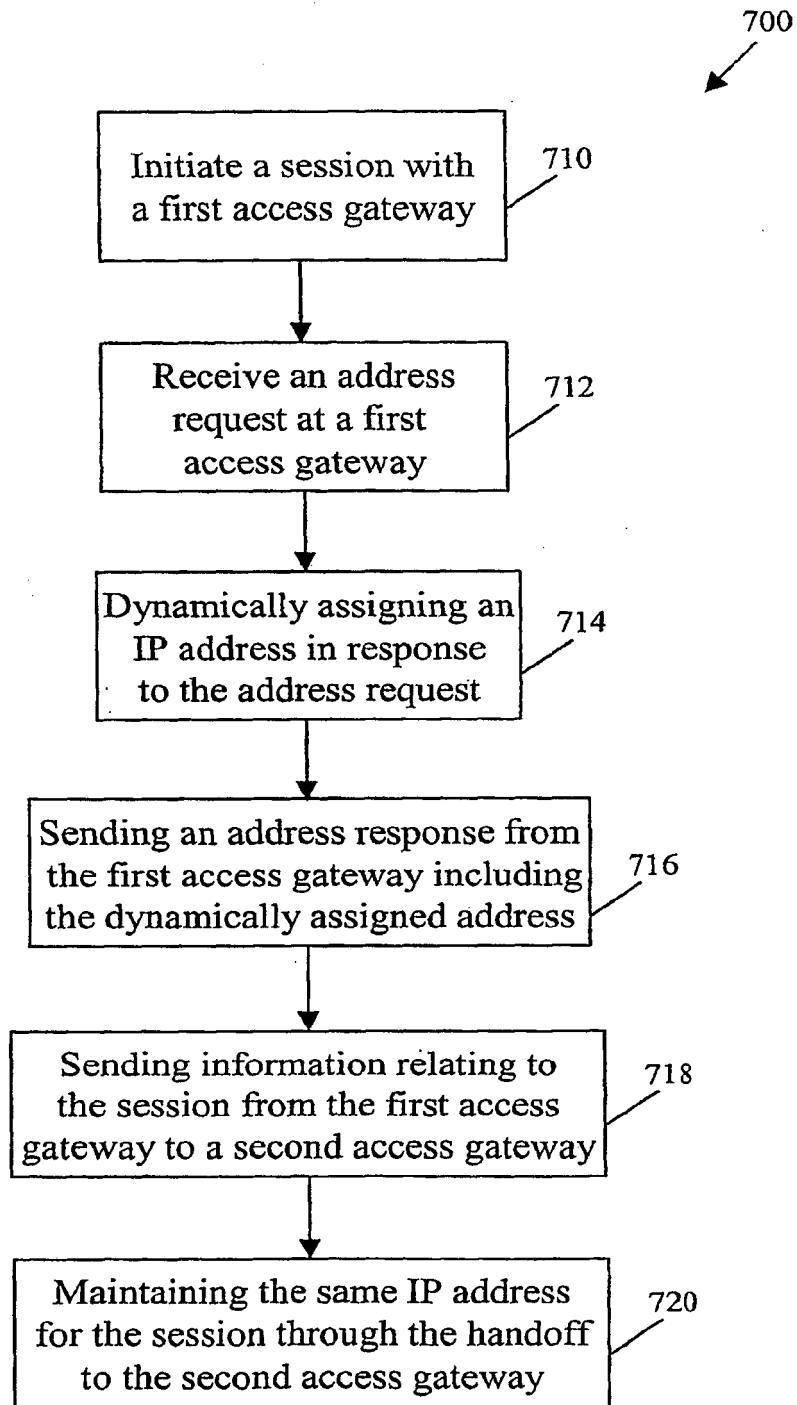 700
Initiate a session with
a first access gateway
710
Receive an address
request at a first
access gateway
712
Dynamically assigning an
IP address in response
to the address request
714
Sending an address response from
the first access gateway including
the dynamically assigned address
716
Sending information relating to
the session from the first access
gateway to a second access gateway
718
Maintaining the same IP address
for the session through the handoff
to the second access gateway
720